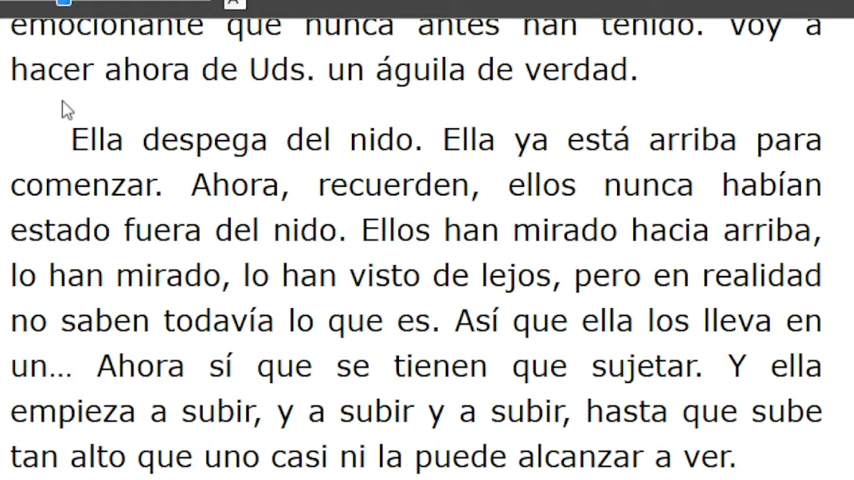 emocionante que nunca antes han tenido. Voy a
hacer ahora de Uds. un águila de verdad.
Ella despega del nido. Ella ya está arriba para
comenzar. Ahora, recuerden, ellos nunca habían
estado fuera del nido. Ellos han mirado hacia arriba,
lo han mirado, lo han visto de lejos, pero en realidad
no saben todavía lo que es. Así que ella los lleva en
un... Ahora sí que se tienen que sujetar. Y ella
empieza a subir, y a subir y a subir, hasta que sube
tan alto que uno casi ni la puede alcanzar a ver.